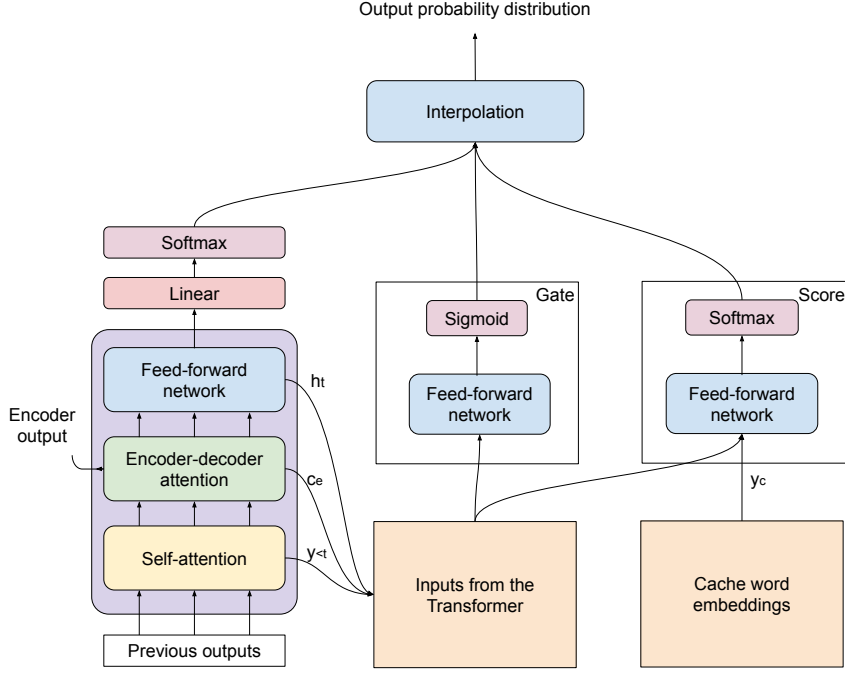 Output probability distribution
Interpolation
Softmax
Linear
Gate
Score
Sigmoid
Softmax
Feed-forward
network
hₜ
Feed-forward
network
Feed-forward
network
Encoder
output
Encoder-decoder
attention
cₑ
y꜀
Self-attention
y<t
Inputs from the
Transformer
Cache word
embeddings
Previous outputs